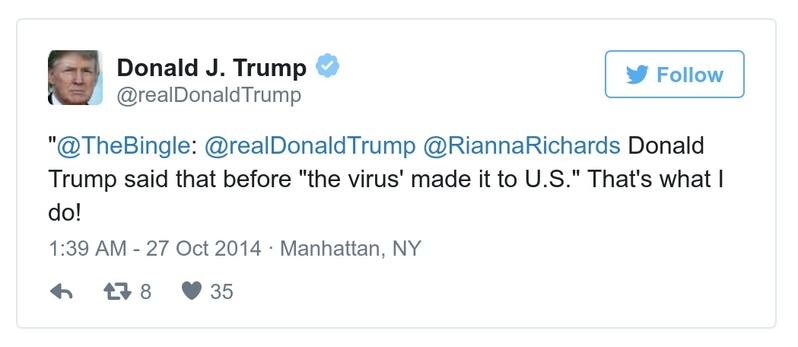 Donald J. Trump
@realDonaldTrump
Follow
"@TheBingle: @realDonaldTrump @RiannaRichards Donald
Trump said that before "the virus' made it to U.S." That's what I
do!
1:39 AM - 27 Oct 2014 · Manhattan, NY
8 35